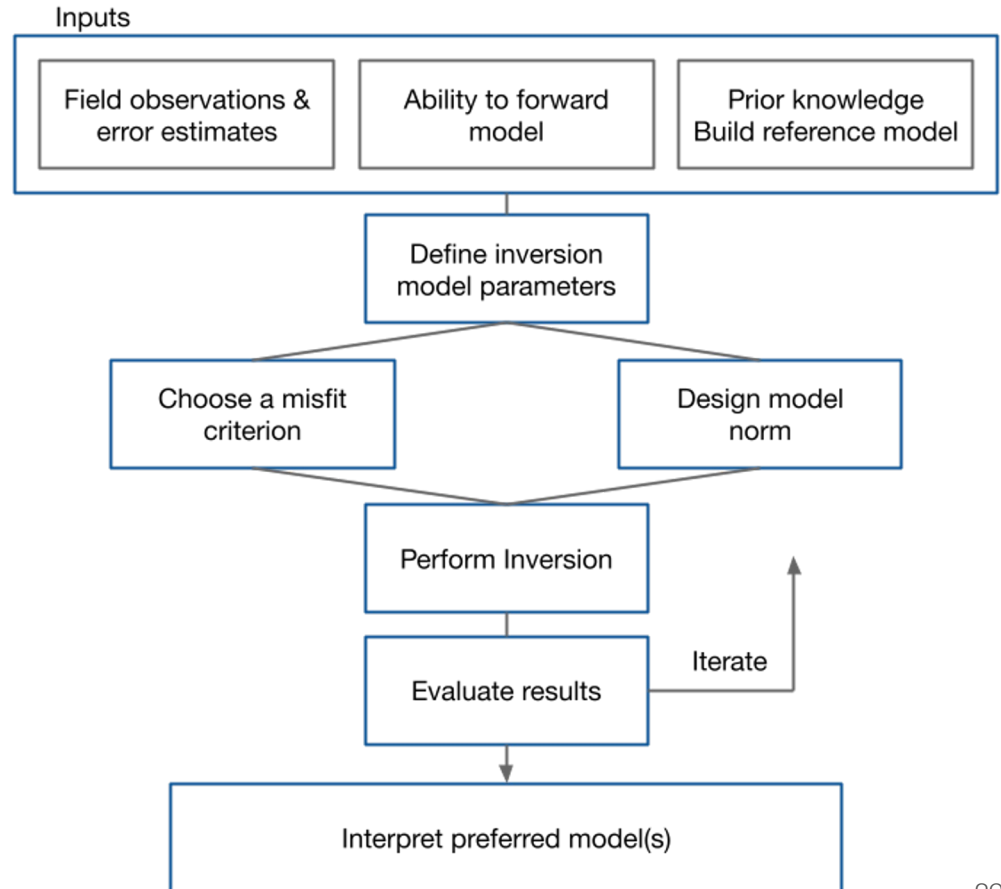 Inputs
Field observations &
error estimates
Ability to forward
model
Prior knowledge
Build reference model
Define inversion
model parameters
Choose a misfit
criterion
Design model
norm
Perform Inversion
Iterate
Evaluate results
Interpret preferred model(s)